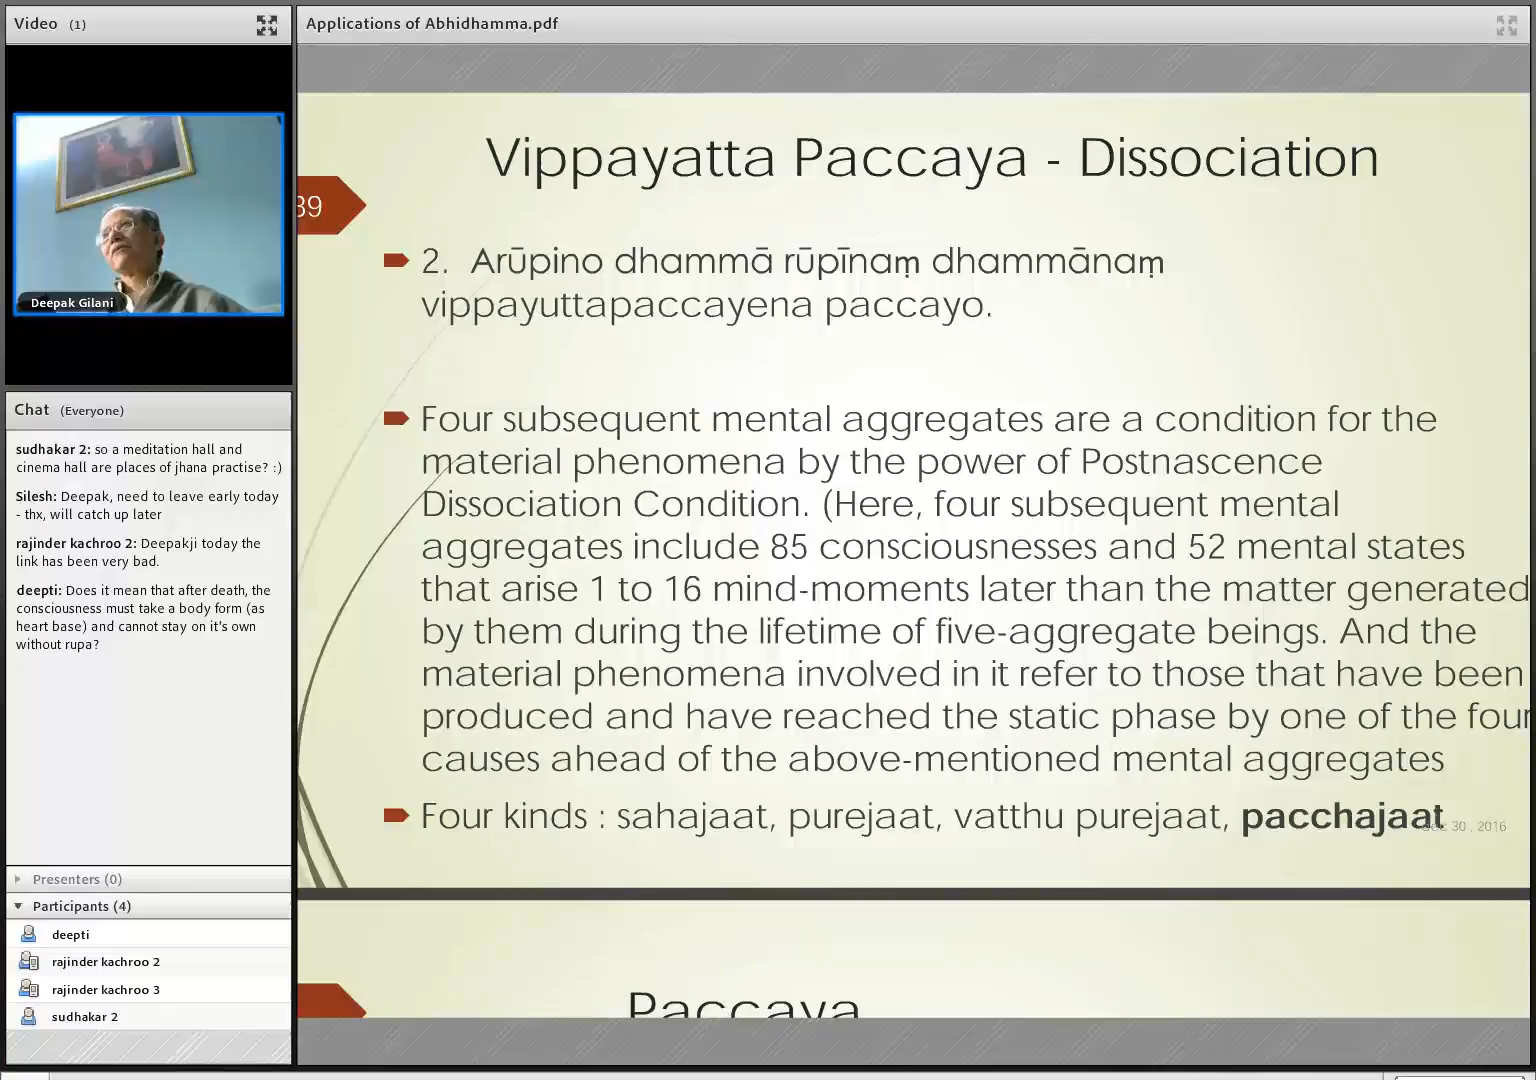 Video (1)
Deepak Gilani
Chat (Everyone)
sudhakar 2: so a meditation hall and
cinema hall are places of jhana practise? :)
Silesh: Deepak, need to leave early today
- thx, will catch up later
rajinder kachroo 2: Deepakji today the
link has been very bad.
deepti: Does it mean that after death, the
consciousness must take a body form (as
heart base) and cannot stay on it's own
without rupa?
Presenters (0)
Participants (4)
deepti
rajinder kachroo 2
rajinder kachroo 3
sudhakar 2
Applications of Abhidhamma.pdf
Vippayatta Paccaya - Dissociation
39
2. Arūpino dhammā rūpīnaṃ dhammānaṃ
vippayuttapaccayena paccayo.
Four subsequent mental aggregates are a condition for the
material phenomena by the power of Postnascence
Dissociation Condition. (Here, four subsequent mental
aggregates include 85 consciousnesses and 52 mental states
that arise 1 to 16 mind-moments later than the matter generated
by them during the lifetime of five-aggregate beings. And the
material phenomena involved in it refer to those that have been
produced and have reached the static phase by one of the four
causes ahead of the above-mentioned mental aggregates
Four kinds : sahajaat, purejaat, vatthu purejaat, pacchajaat
30., 2016
Paccaya